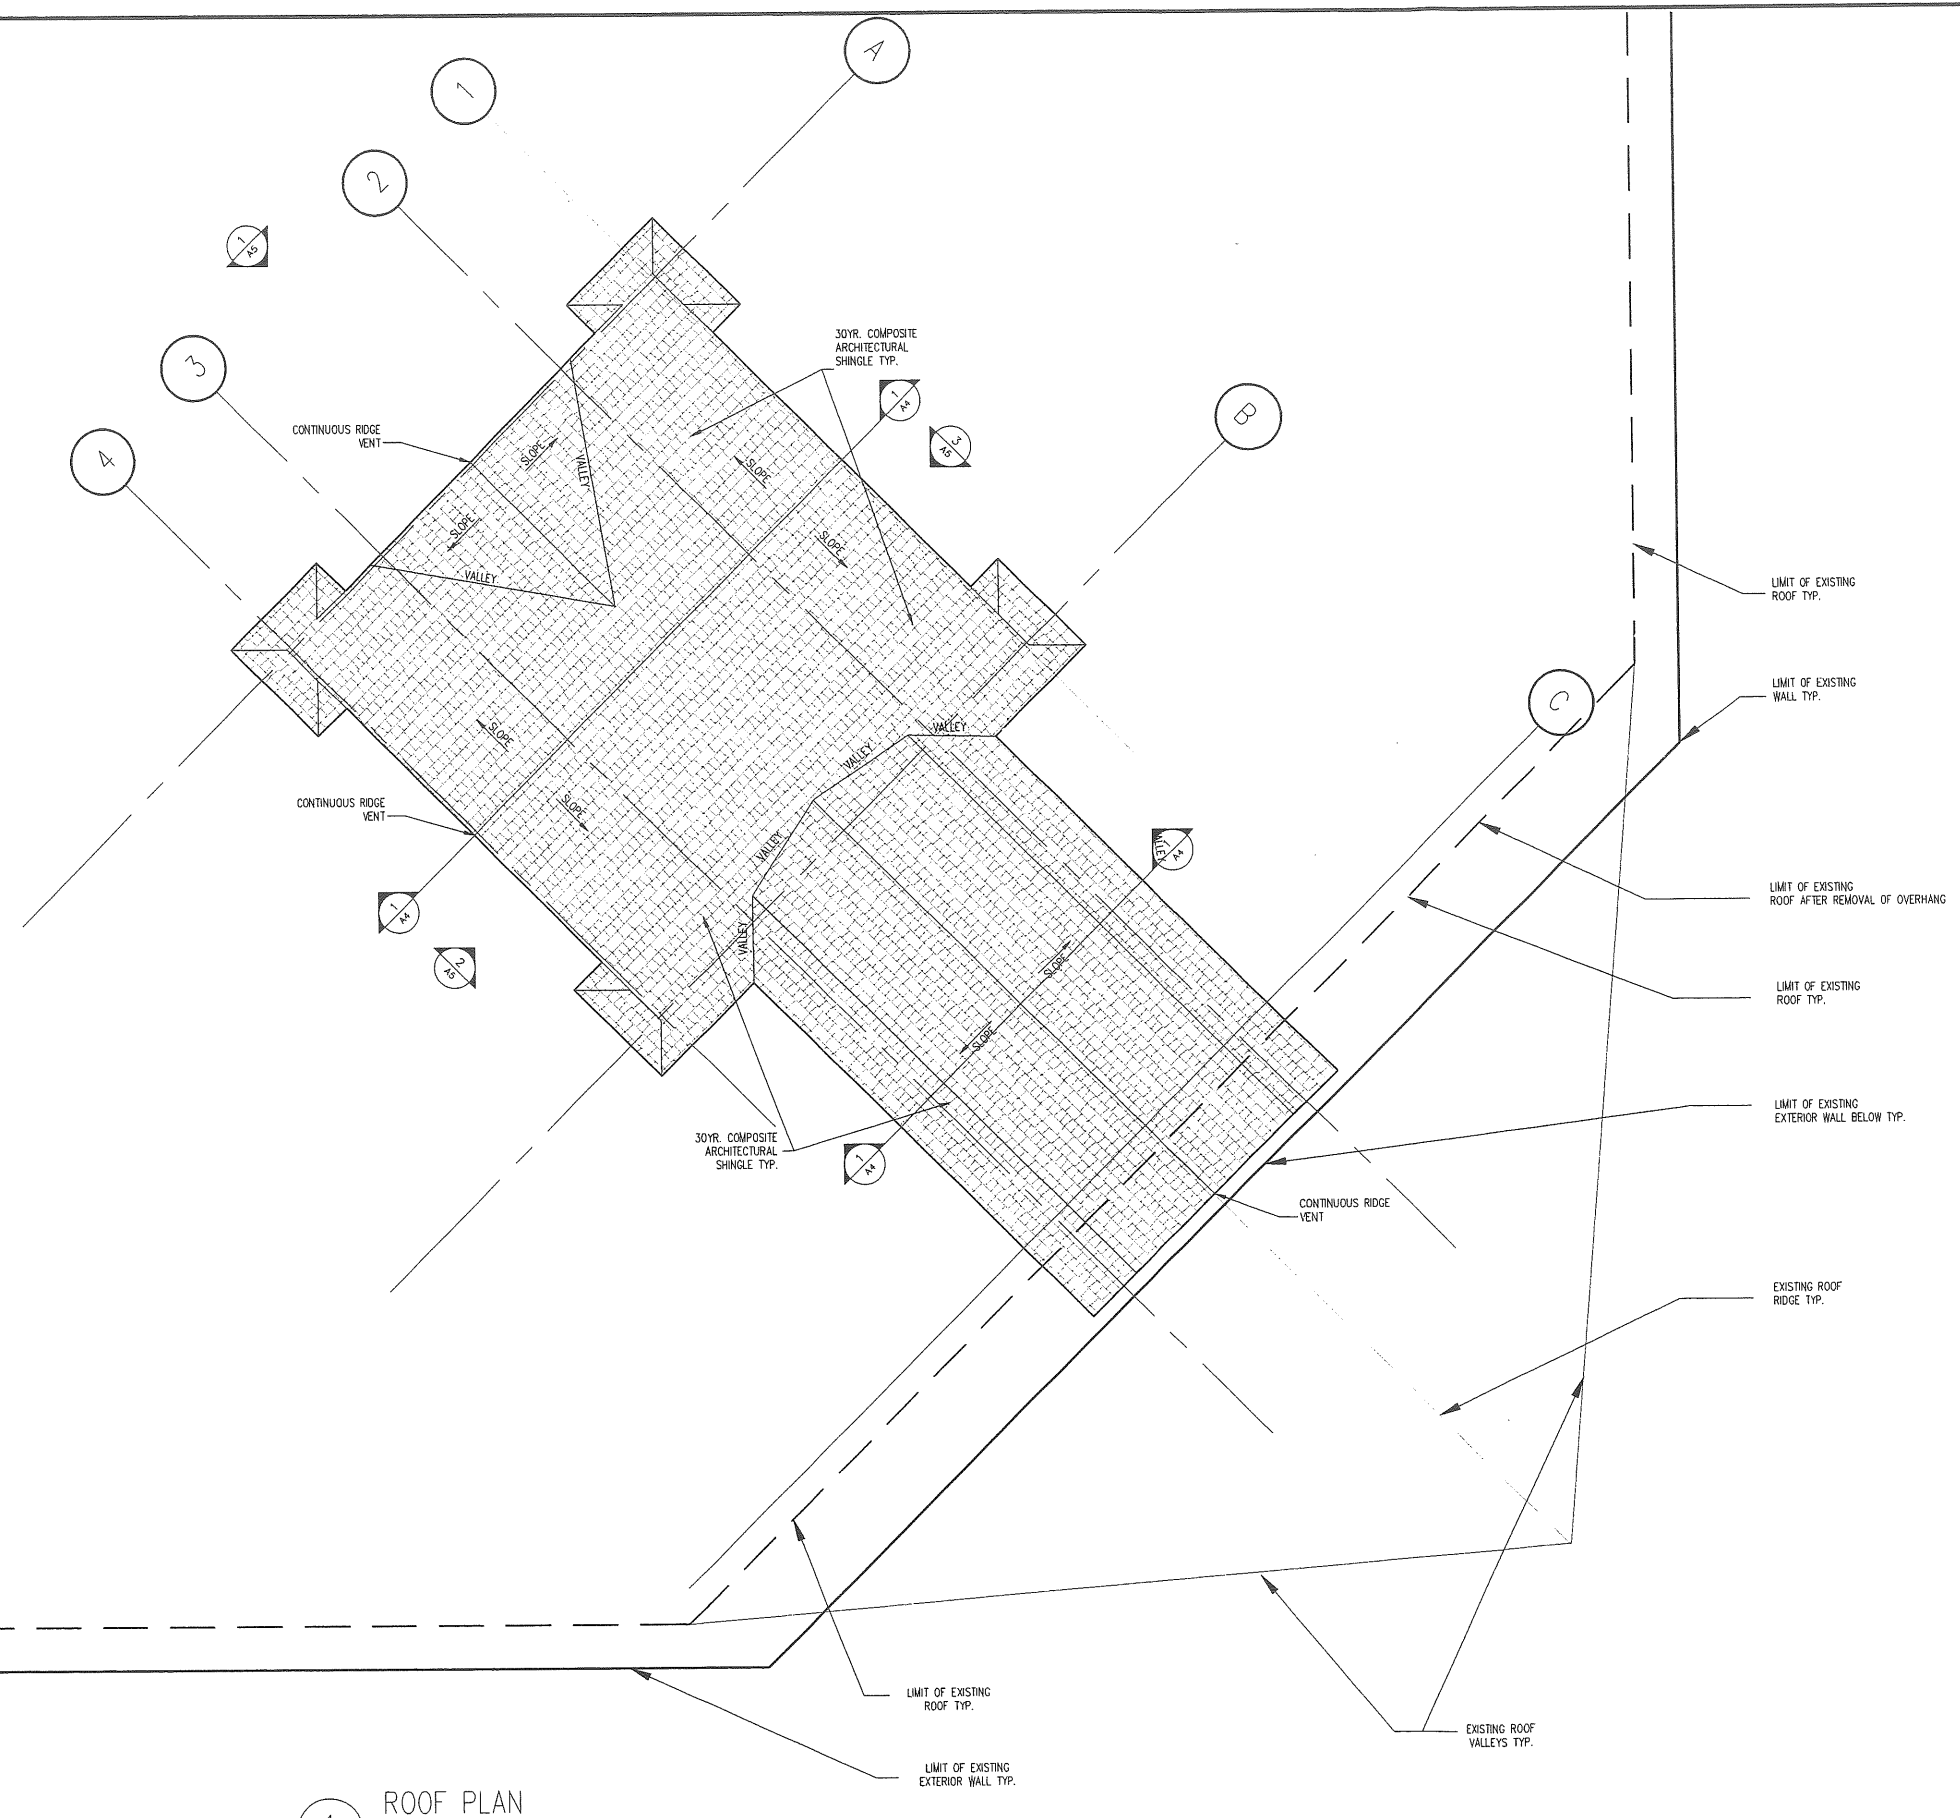 A
1
2
1
A5
3
30YR. COMPOSITE
ARCHITECTURAL
SHINGLE TYP.
1
A4
B
CONTINUOUS RIDGE
VENT
3
A5
4
SLOPE
VALLEY
SLOPE
SLOPE
SLOPE
VALLEY
LIMIT OF EXISTING
ROOF TYP.
LIMIT OF EXISTING
WALL TYP.
C
SLOPE
VALLEY
VALLEY
CONTINUOUS RIDGE
VENT
SLOPE
VALLEY
VALLEY
A4
LIMIT OF EXISTING
ROOF AFTER REMOVAL OF OVERHANG
1
A4
VALLEY
2
A5
SLOPE
LIMIT OF EXISTING
ROOF TYP.
SLOPE
LIMIT OF EXISTING
EXTERIOR WALL BELOW TYP.
30YR. COMPOSITE
ARCHITECTURAL
SHINGLE TYP.
1
A4
CONTINUOUS RIDGE
VENT
EXISTING ROOF
RIDGE TYP.
LIMIT OF EXISTING
ROOF TYP.
EXISTING ROOF
VALLEYS TYP.
LIMIT OF EXISTING
EXTERIOR WALL TYP.
ROOF PLAN